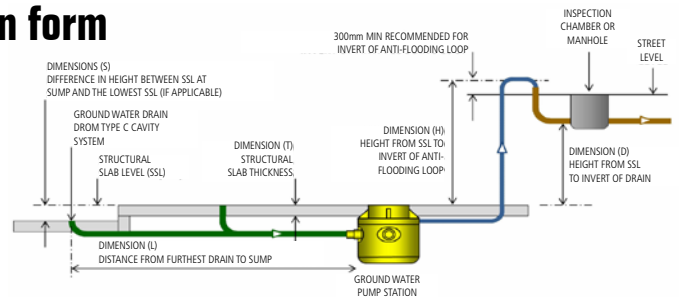 n form
INSPECTION
CHAMBER OR
MANHOLE
300mm MIN RECOMMENDED FOR
INVERT OF ANTI-FLOODING LOOP
STREET
LEVEL
DIMENSIONS (S)
DIFFERENCE IN HEIGHT BETWEEN SSL AT
SUMP AND THE LOWEST SSL (IF APPLICABLE)
GROUND WATER DRAIN
DROM TYPE C CAVITY
SYSTEM
STRUCTURAL
SLAB LEVEL (SSL)
DIMENSION (T)
STRUCTURAL
SLAB THICKNESS
DIMENSION (H)
HEIGHT FROM SSL TO
INVERT OF ANTI-
FLOODING LOOP
DIMENSION (D)
HEIGHT FROM SSL
TO INVERT OF DRAIN
DIMENSION (L)
DISTANCE FROM FURTHEST DRAIN TO SUMP
GROUND WATER
PUMP STATION